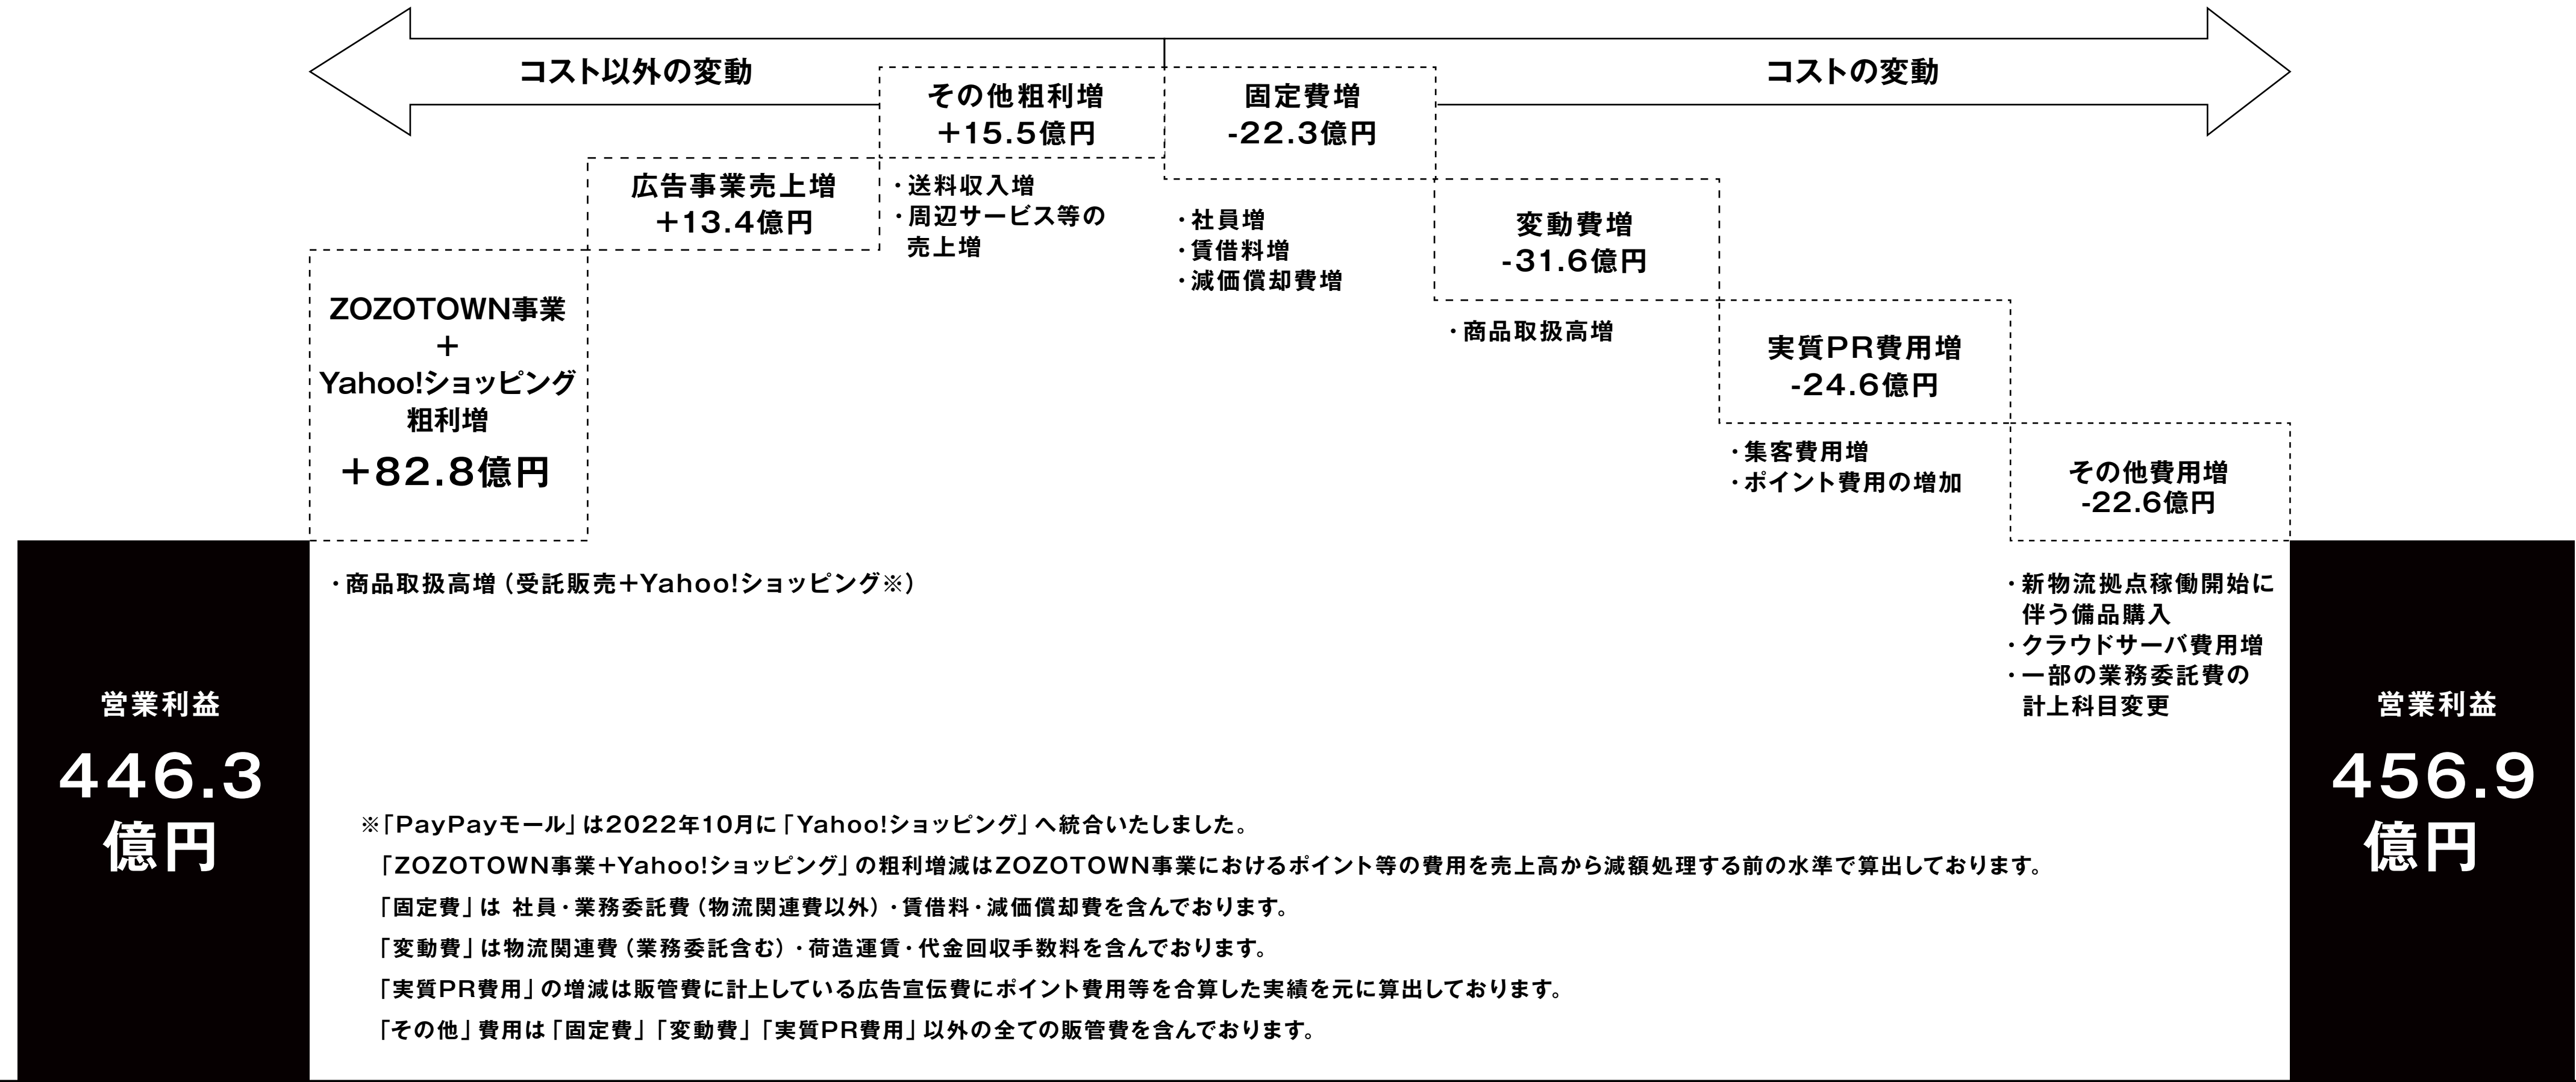 コスト以外の変動
コストの変動
その他粗利増
+15.5億円
・送料収入増
・周辺サービス等の
売上増
固定費増
-22.3億円
・社員増
・賃借料増
・減価償却費増
広告事業売上増
+13.4億円
変動費増
-31.6億円
・商品取扱高増
ZOZOTOWN事業
+
Yahoo!ショッピング
粗利増
+82.8億円
・商品取扱高増（受託販売+Yahoo!ショッピング※）
実質PR費用増
-24.6億円
・集客費用増
・ポイント費用の増加
その他費用増
-22.6億円
・新物流拠点稼働開始に
伴う備品購入
・クラウドサーバ費用増
・一部の業務委託費の
計上科目変更
営業利益
446.3
億円
営業利益
456.9
億円
※「PayPayモール」は2022年10月に「Yahoo!ショッピング」へ統合いたしました。
「ZOZOTOWN事業+Yahoo!ショッピング」の粗利増減はZOZOTOWN事業におけるポイント等の費用を売上高から減額処理する前の水準で算出しております。
「固定費」は 社員・業務委託費（物流関連費以外）・賃借料・減価償却費を含んでおります。
「変動費」は物流関連費（業務委託含む）・荷造運賃・代金回収手数料を含んでおります。
「実質PR費用」の増減は販管費に計上している広告宣伝費にポイント費用等を合算した実績を元に算出しております。
「その他」費用は「固定費」「変動費」「実質PR費用」以外の全ての販管費を含んでおります。